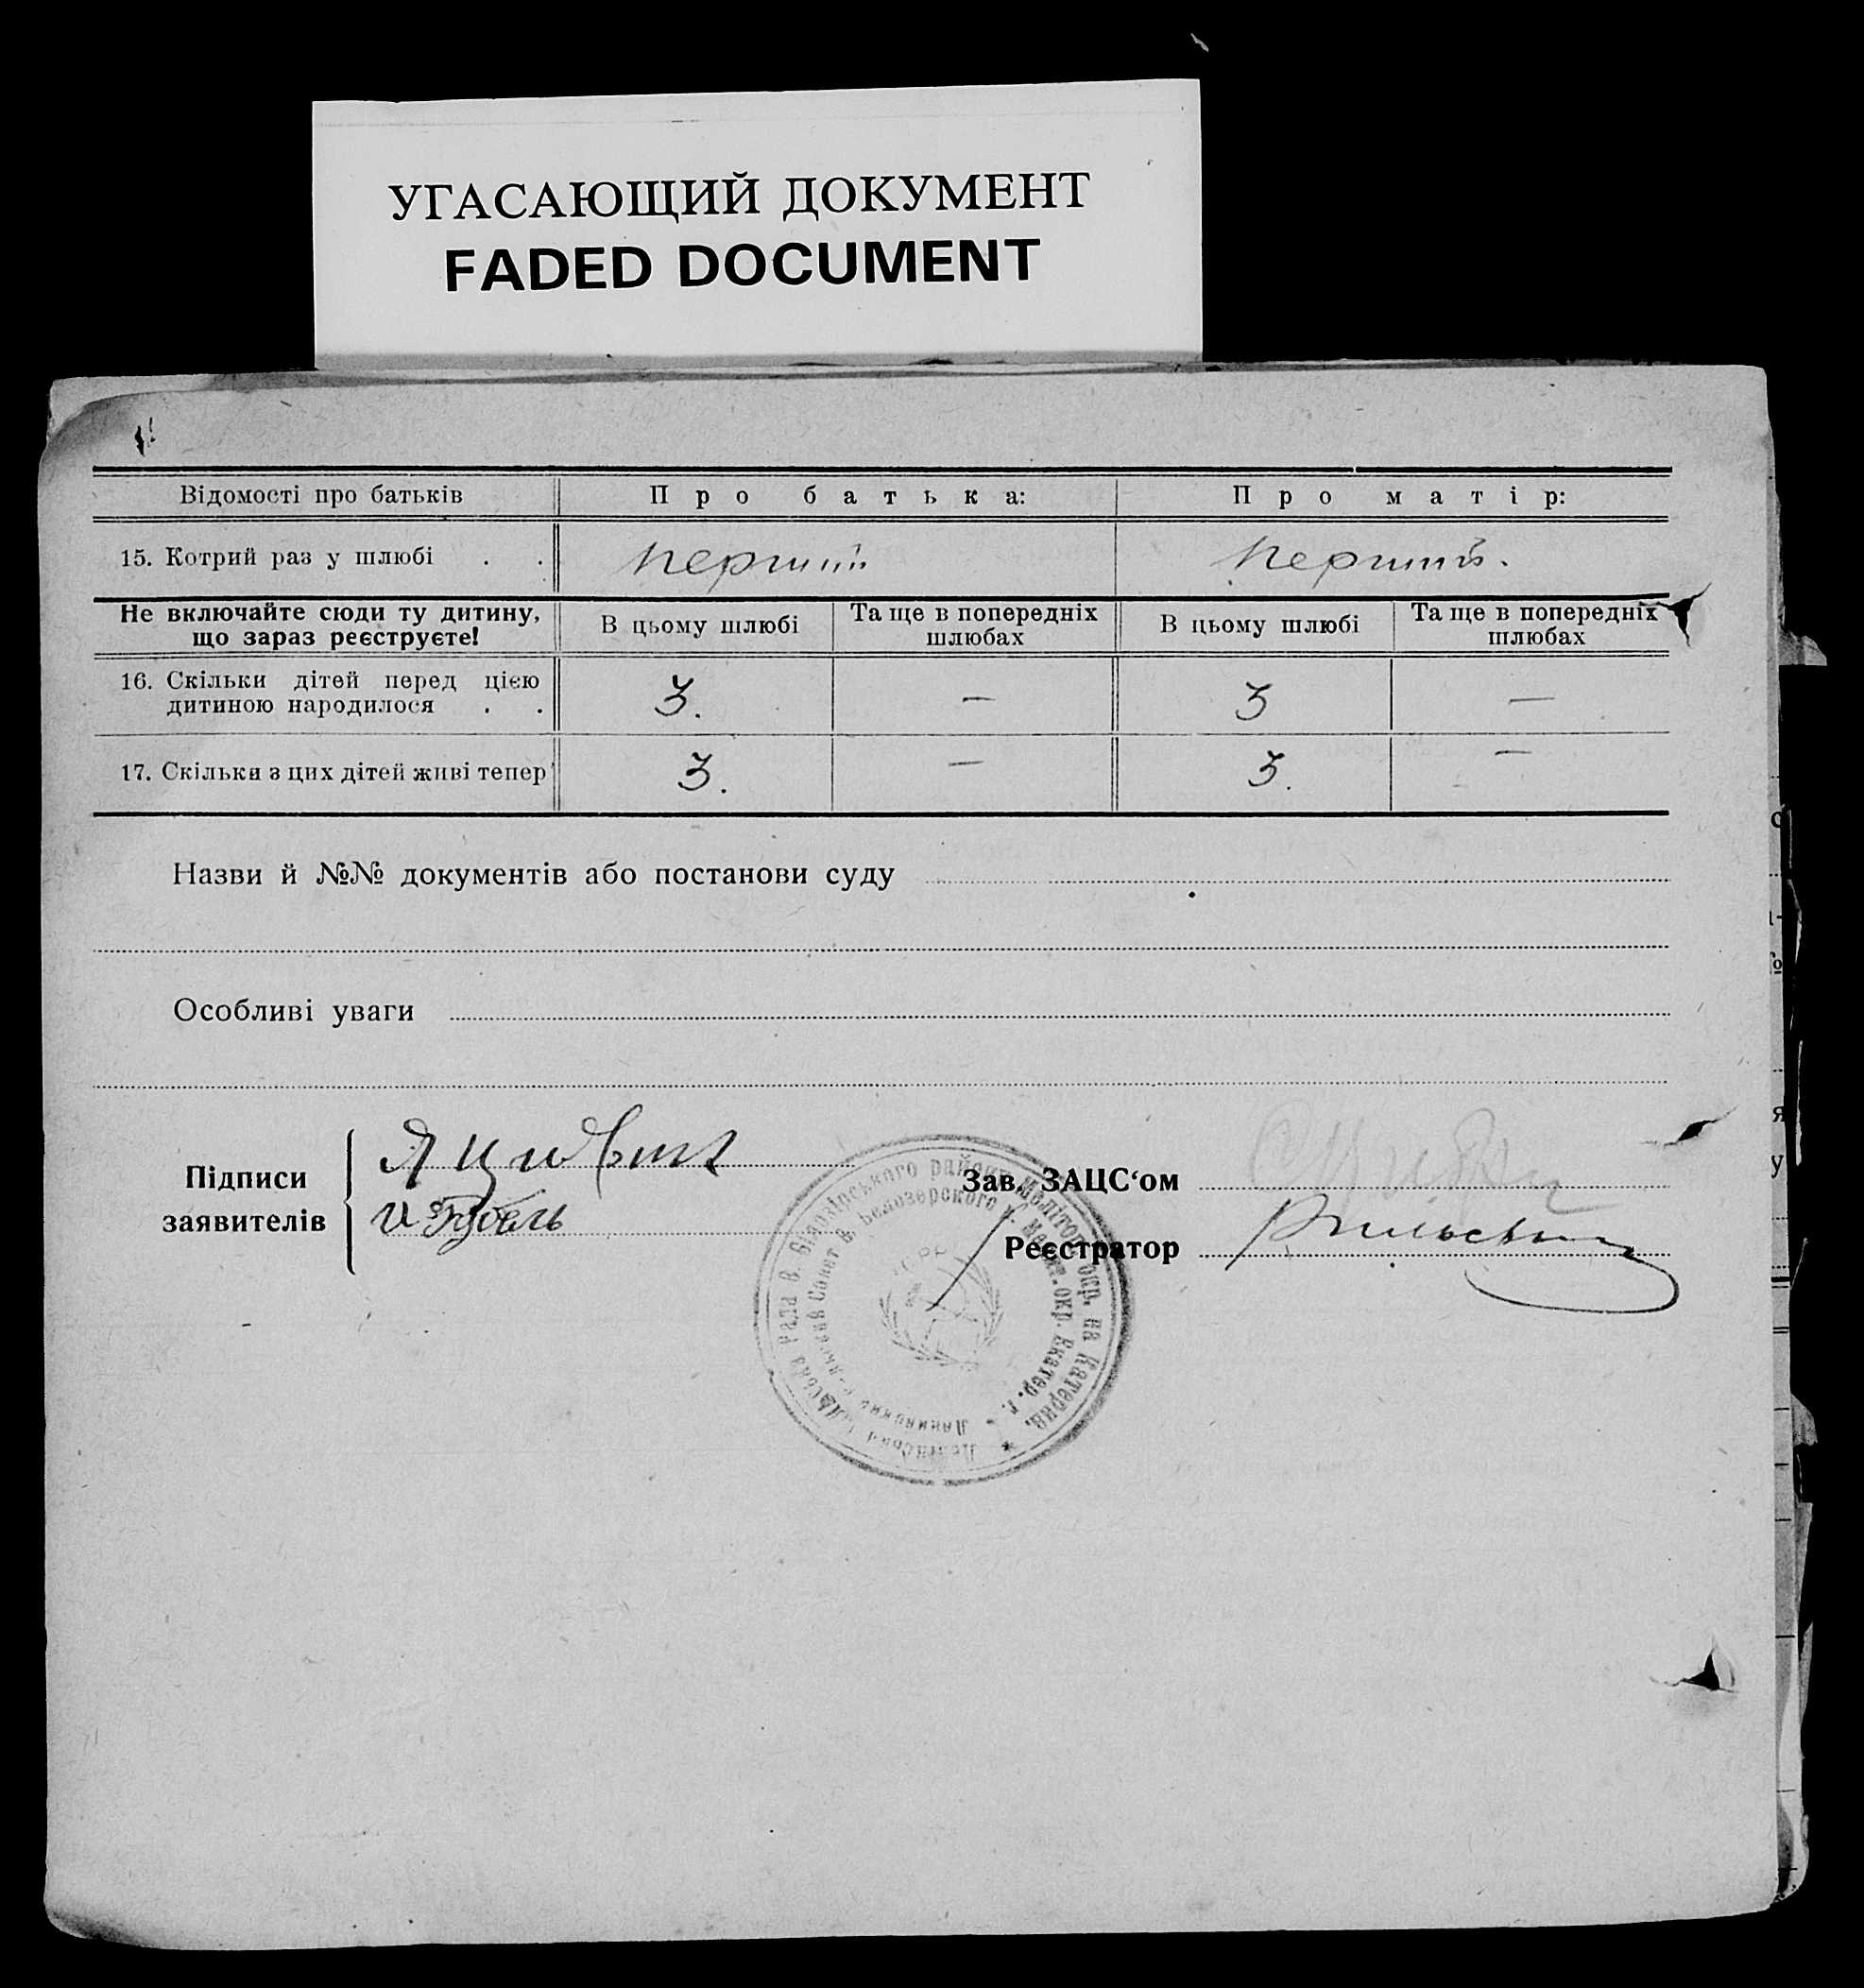 УГАСАЮЩИЙ ДОКУМЕНТ
FADED DOCUMENT
Відомості про батьків
Про батька:
Про матір:
15. Котрий раз у шлюбі . .
перший
перший.
Не включайте сюди ту дитину,
що зараз реєструєте!
В цьому шлюбі
Та ще в попередніх
шлюбах
В цьому шлюбі
Та ще в попередніх
шлюбах
16. Скільки дітей перед цією
дитиною народилося . .
3.
—
3
—
17. Скільки з цих дітей живі тепер
3.
—
3.
—
Назви й №№ документів або постанови суду
Особливі уваги
Підписи
заявителів
Зав. ЗАЦС‘ом
Реєстратор